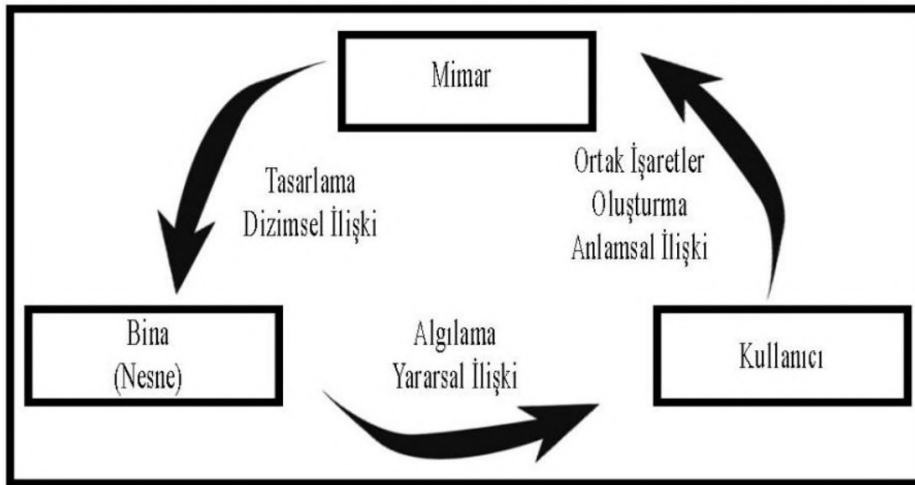 Mimar
Tasarlama
Dizimsel İlişki
Ortak İşaretler
Oluşturma
Anlamsal İlişki
Bina
(Nesne)
Algılama
Yararsal İlişki
Kullanıcı